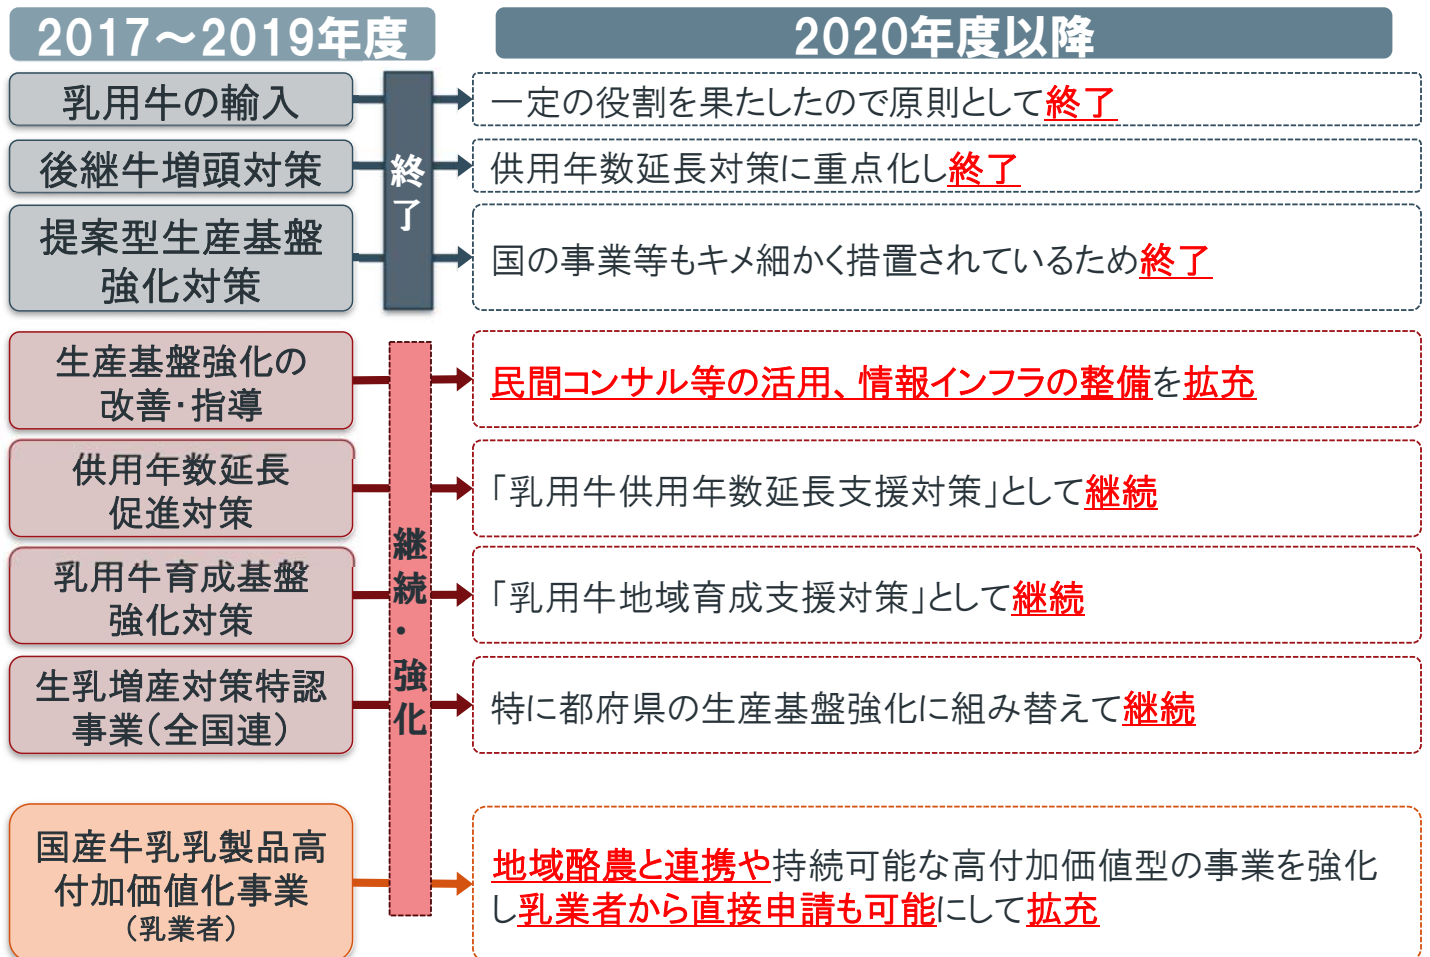 2017～2019年度
2020年度以降
乳用牛の輸入
一定の役割を果たしたので原則として終了
後継牛増頭対策
供用年数延長対策に重点化し終了
提案型生産基盤
強化対策
国の事業等もキメ細かく措置されているため終了
終了
生産基盤強化の
改善・指導
民間コンサル等の活用、情報インフラの整備を拡充
供用年数延長
促進対策
「乳用牛供用年数延長支援対策」として継続
乳用牛育成基盤
強化対策
「乳用牛地域育成支援対策」として継続
生乳増産対策特認
事業（全国連）
特に都府県の生産基盤強化に組み替えて継続
継続・強化
国産牛乳乳製品高
付加価値化事業
（乳業者）
地域酪農と連携や持続可能な高付加価値型の事業を強化
し乳業者から直接申請も可能にして拡充